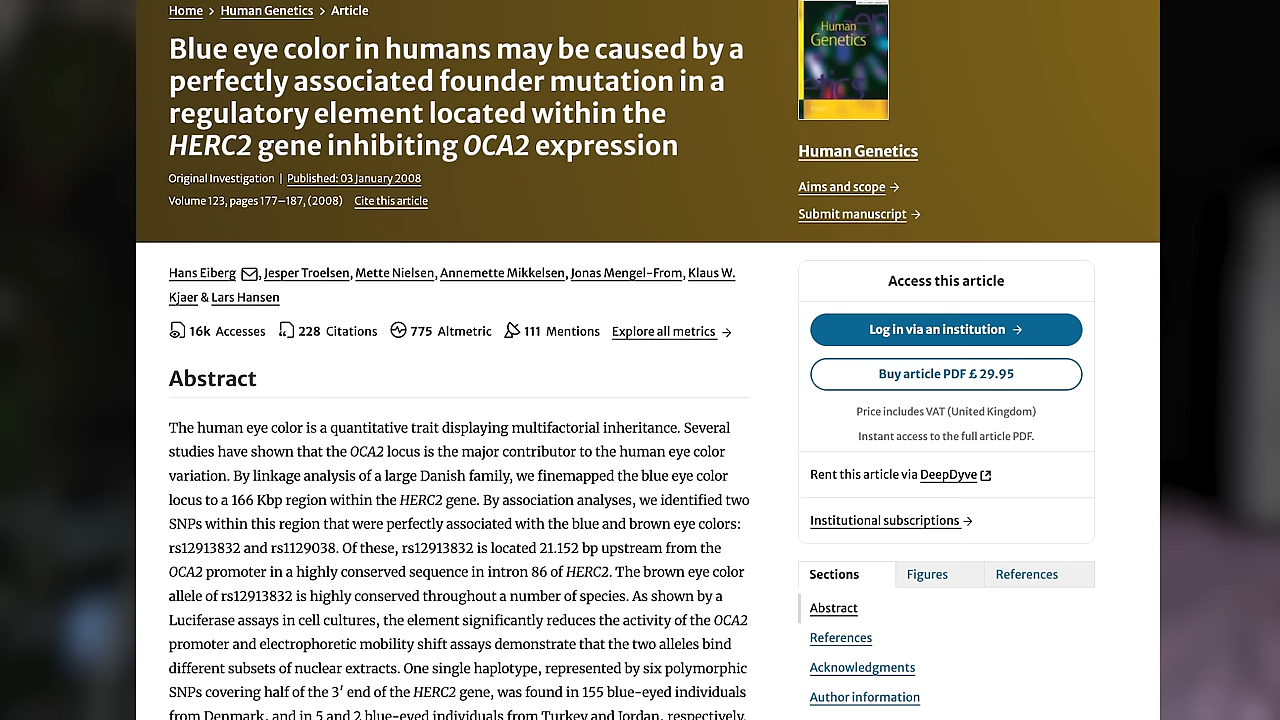 Home > Human Genetics > Article
Blue eye color in humans may be caused by a
perfectly associated founder mutation in a
regulatory element located within the
HERC2 gene inhibiting OCA2 expression
Original Investigation | Published: 03 January 2008
Volume 123, pages 177–187, (2008) Cite this article
Human
Genetics
Human Genetics
Aims and scope →
Submit manuscript →
Hans Eiberg, Jesper Troelsen, Mette Nielsen, Annemette Mikkelsen, Jonas Mengel-From, Klaus W.
Kjaer & Lars Hansen
16k Accesses 228 Citations 775 Altmetric 111 Mentions Explore all metrics →
Abstract
The human eye color is a quantitative trait displaying multifactorial inheritance. Several
studies have shown that the OCA2 locus is the major contributor to the human eye color
variation. By linkage analysis of a large Danish family, we finemapped the blue eye color
locus to a 166 Kbp region within the HERC2 gene. By association analyses, we identified two
SNPs within this region that were perfectly associated with the blue and brown eye colors:
rs12913832 and rs1129038. Of these, rs12913832 is located 21.152 bp upstream from the
OCA2 promoter in a highly conserved sequence in intron 86 of HERC2. The brown eye color
allele of rs12913832 is highly conserved throughout a number of species. As shown by a
Luciferase assays in cell cultures, the element significantly reduces the activity of the OCA2
promoter and electrophoretic mobility shift assays demonstrate that the two alleles bind
different subsets of nuclear extracts. One single haplotype, represented by six polymorphic
SNPs covering half of the 3′ end of the HERC2 gene, was found in 155 blue-eyed individuals
from Denmark, and in 5 and 2 blue-eyed individuals from Turkey and Jordan, respectively.
Access this article
Log in via an institution →
Buy article PDF £ 29.95
Price includes VAT (United Kingdom)
Instant access to the full article PDF.
Rent this article via DeepDyve
Institutional subscriptions →
Sections Figures References
Abstract
References
Acknowledgments
Author information